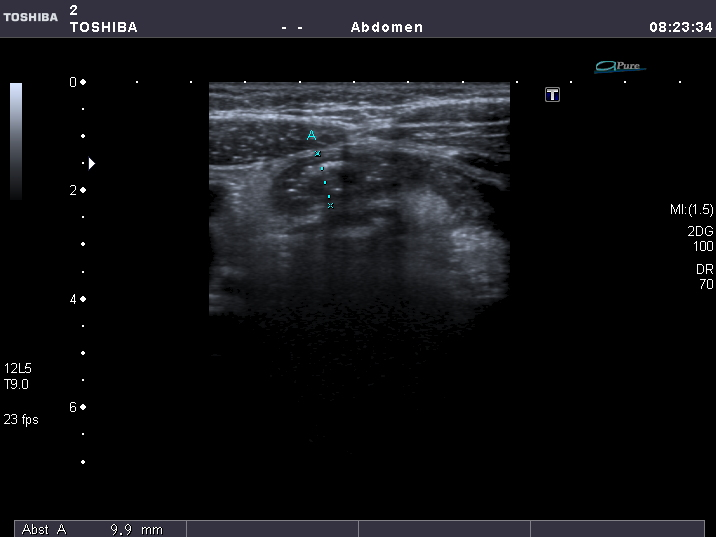 TOSHIBA
2
TOSHIBA - - Abdomen 08:23:34
aPure
T
0
A
2
MI:(1.5)
2DG
100
DR
70
4
12L5
T9.0
6
23 fps
Abst A 9.9 mm